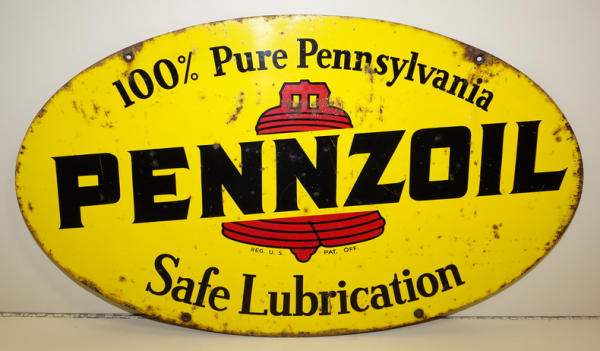 100% Pure Pennsylvania
PENNZOIL
REG. U. S. PAT. OFF.
Safe Lubrication